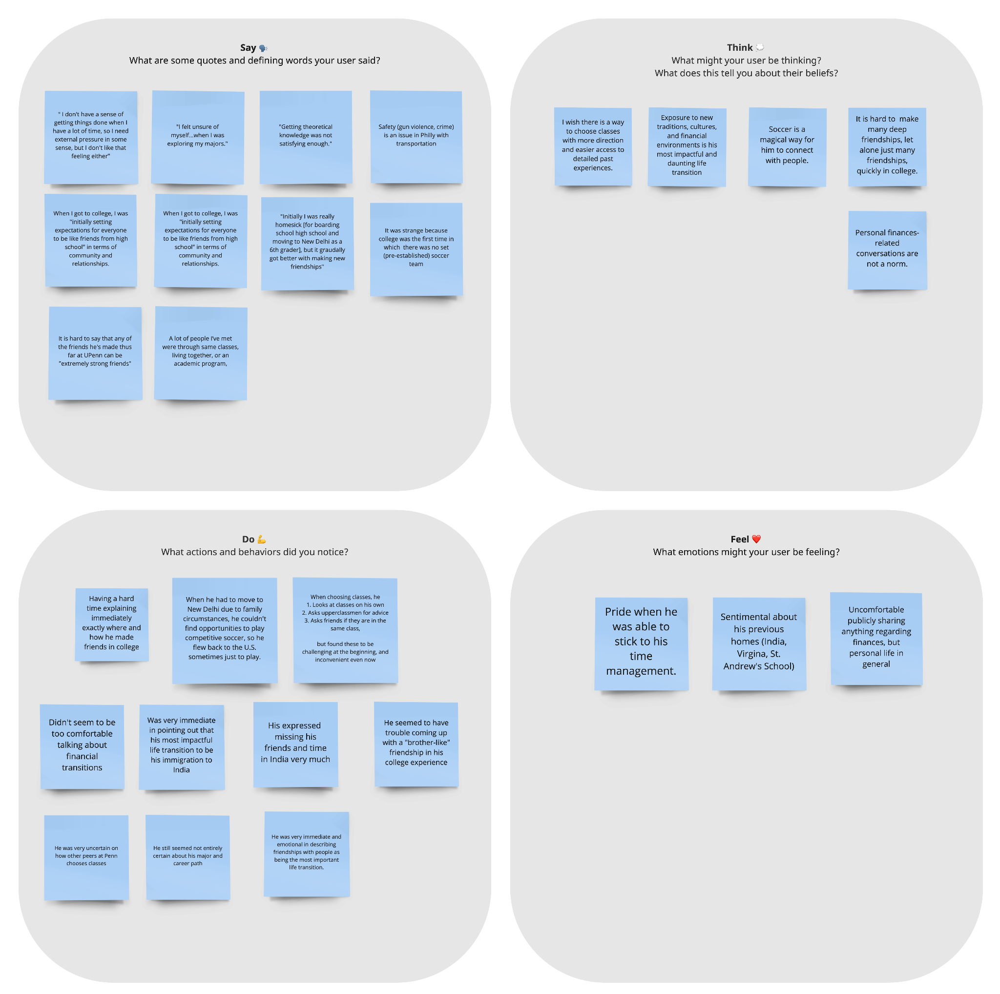 Say 🗣️
What are some quotes and defining words your user said?
" I don't have a sense of
getting things done when I
have a lot of time, so I need
external pressure in some
sense, but I don't like that
feeling either"
"I felt unsure of
myself...when I was
exploring my majors."
"Getting theoretical
knowledge was not
satisfying enough."
Safety (gun violence, crime)
is an issue in Philly with
transportation
When I got to college, I was
"initially setting
expectations for everyone
to be like friends from high
school" in terms of
community and
relationships.
When I got to college, I was
"initially setting
expectations for everyone
to be like friends from high
school" in terms of
community and
relationships.
"Initially I was really
homesick [for boarding
school high school and
moving to New Delhi as a
6th grader], but it graudally
got better with making new
friendships"
It was strange because
college was the first time in
which there was no set
(pre-established) soccer
team
It is hard to say that any of
the friends he's made thus
far at UPenn can be
"extremely strong friends"
A lot of people I've met
were through same classes,
living together, or an
academic program,
Think 💭
What might your user be thinking?
What does this tell you about their beliefs?
I wish there is a way
to choose classes
with more direction
and easier access to
detailed past
experiences.
Exposure to new
traditions, cultures,
and financial
environments is his
most impactful and
daunting life
transition
Soccer is a
magical way for
him to connect
with people.
It is hard to make
many deep
friendships, let
alone just many
friendships,
quickly in college.
Personal finances-
related
conversations are
not a norm.
Do 💪
What actions and behaviors did you notice?
Having a hard
time explaining
immediately
exactly where and
how he made
friends in college
When he had to move to
New Delhi due to family
circumstances, he couldn't
find opportunities to play
competitive soccer, so he
flew back to the U.S.
sometimes just to play.
When choosing classes, he
1. Looks at classes on his own
2. Asks upperclassmen for advice
3. Asks friends if they are in the
same class,
but found these to be
challenging at the beginning, and
inconvenient even now
Didn't seem to be
too comfortable
talking about
financial
transitions
Was very immediate
in pointing out that
his most impactful
life transition to be
his immigration to
India
His expressed
missing his
friends and time
in India very much
He seemed to have
trouble coming up
with a "brother-like"
friendship in his
college experience
He was very uncertain on
how other peers at Penn
chooses classes
He still seemed not entirely
certain about his major and
career path
He was very immediate and
emotional in describing
friendships with people as
being the most important
life transition.
Feel ❤️
What emotions might your user be feeling?
Pride when he
was able to
stick to his
time
management.
Sentimental about
his previous
homes (India,
Virgina, St.
Andrew's School)
Uncomfortable
publicly sharing
anything regarding
finances, but
personal life in
general